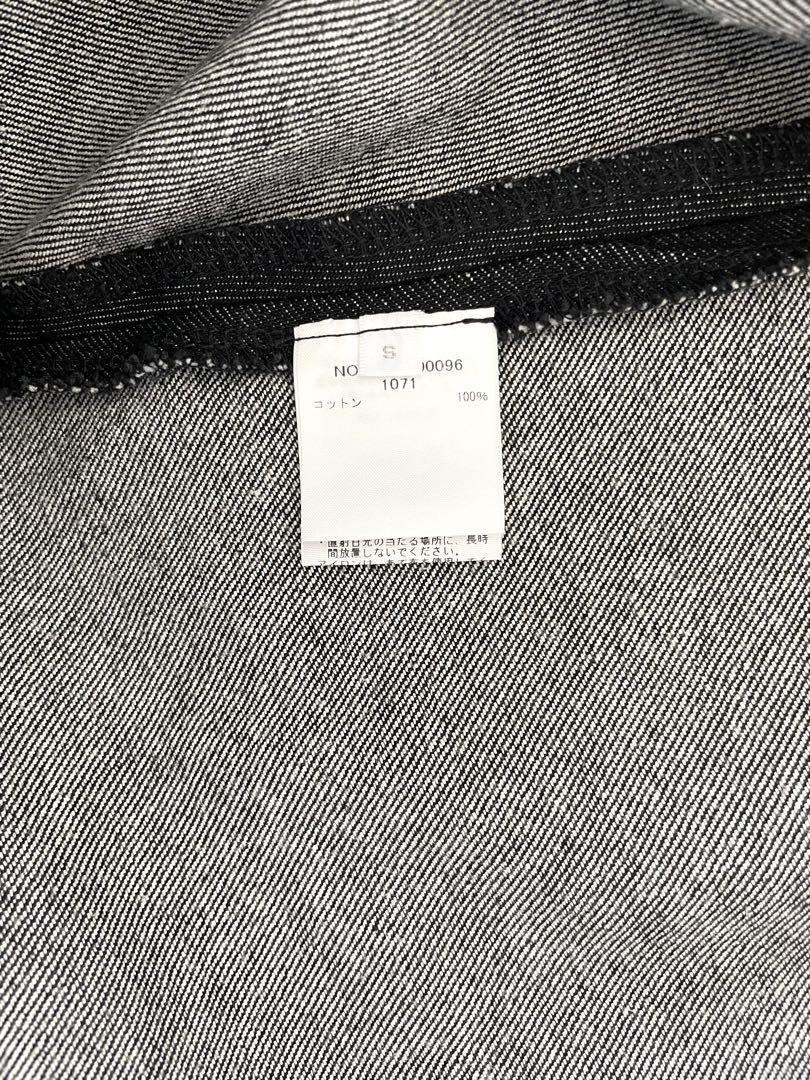 S
NO 00096
1071
コットン 100%
・直射日光の当たる場所に、長時
間放置しないでください。